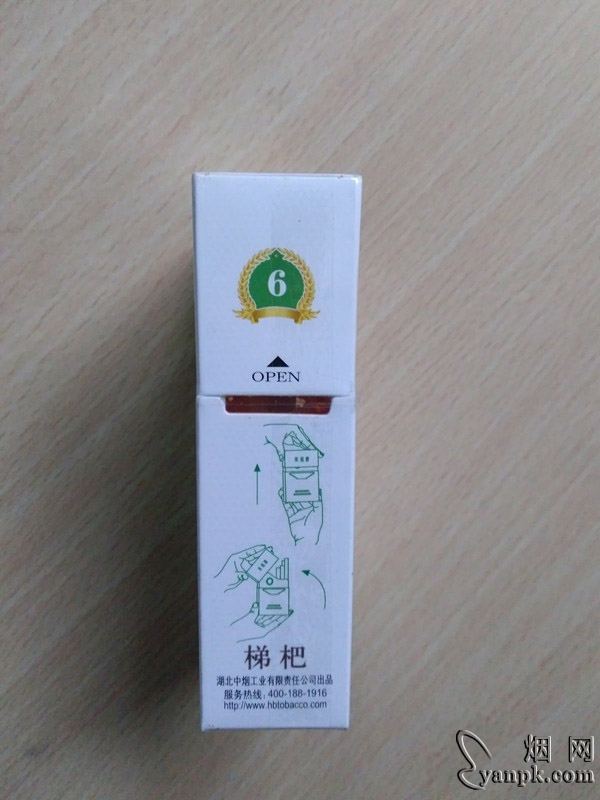 6
OPEN
梯杷
湖北中烟工业有限责任公司出品
服务热线：400-188-1916
http://www.hbtobacco.com
烟网
yanpk.com